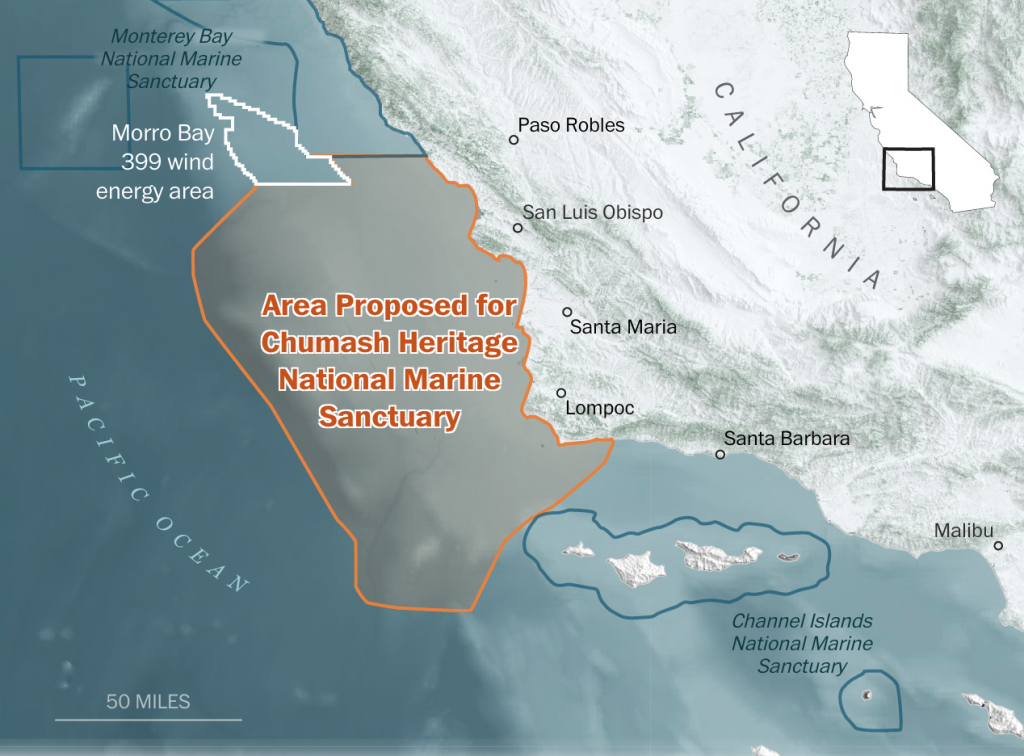 Monterey Bay
National Marine
Sanctuary
Morro Bay
399 wind
energy area
Paso Robles
CALIFORNIA
San Luis Obispo
Area Proposed for
Chumash Heritage
National Marine
Sanctuary
Santa Maria
Lompoc
PACIFIC OCEAN
Santa Barbara
Malibu
Channel Islands
National Marine
Sanctuary
50 MILES